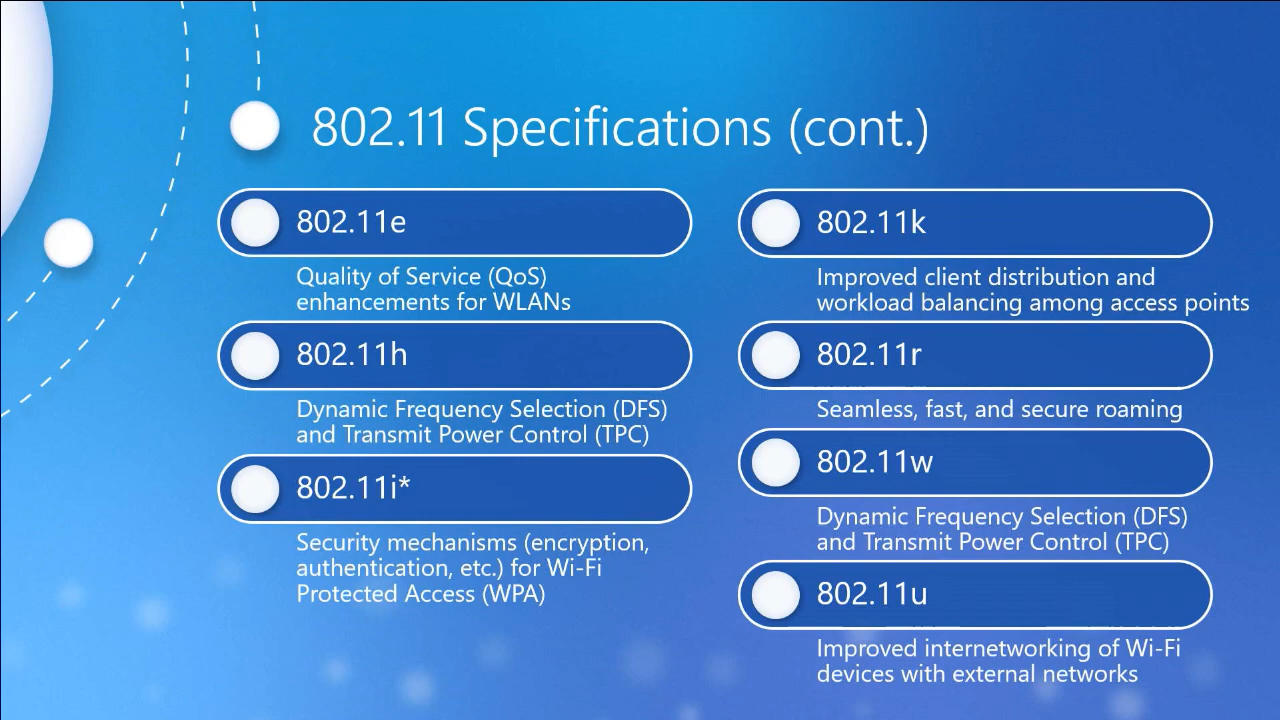 802.11 Specifications (cont.)
802.11e
Quality of Service (QoS)
enhancements for WLANs
802.11h
Dynamic Frequency Selection (DFS)
and Transmit Power Control (TPC)
802.11i*
Security mechanisms (encryption,
authentication, etc.) for Wi-Fi
Protected Access (WPA)
802.11k
Improved client distribution and
workload balancing among access points
802.11r
Seamless, fast, and secure roaming
802.11w
Dynamic Frequency Selection (DFS)
and Transmit Power Control (TPC)
802.11u
Improved internetworking of Wi-Fi
devices with external networks